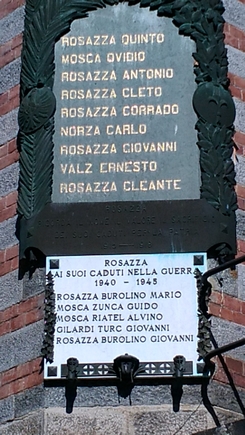 ROSAZZA QUINTO
MOSCA OVIDIO
ROSAZZA ANTONIO
ROSAZZA CLETO
ROSAZZA CORRADO
NORZA CARLO
ROSAZZA GIOVANNI
VALZ ERNESTO
ROSAZZA CLEANTE
ROSAZZA
AI SUOI CADUTI NELLA GUERRA
1940 - 1945
ROSAZZA BUROLINO MARIO
MOSCA ZUNCA GUIDO
MOSCA RIATEL ALVINO
GILARDI TURC GIOVANNI
ROSAZZA BUROLINO GIOVANNI